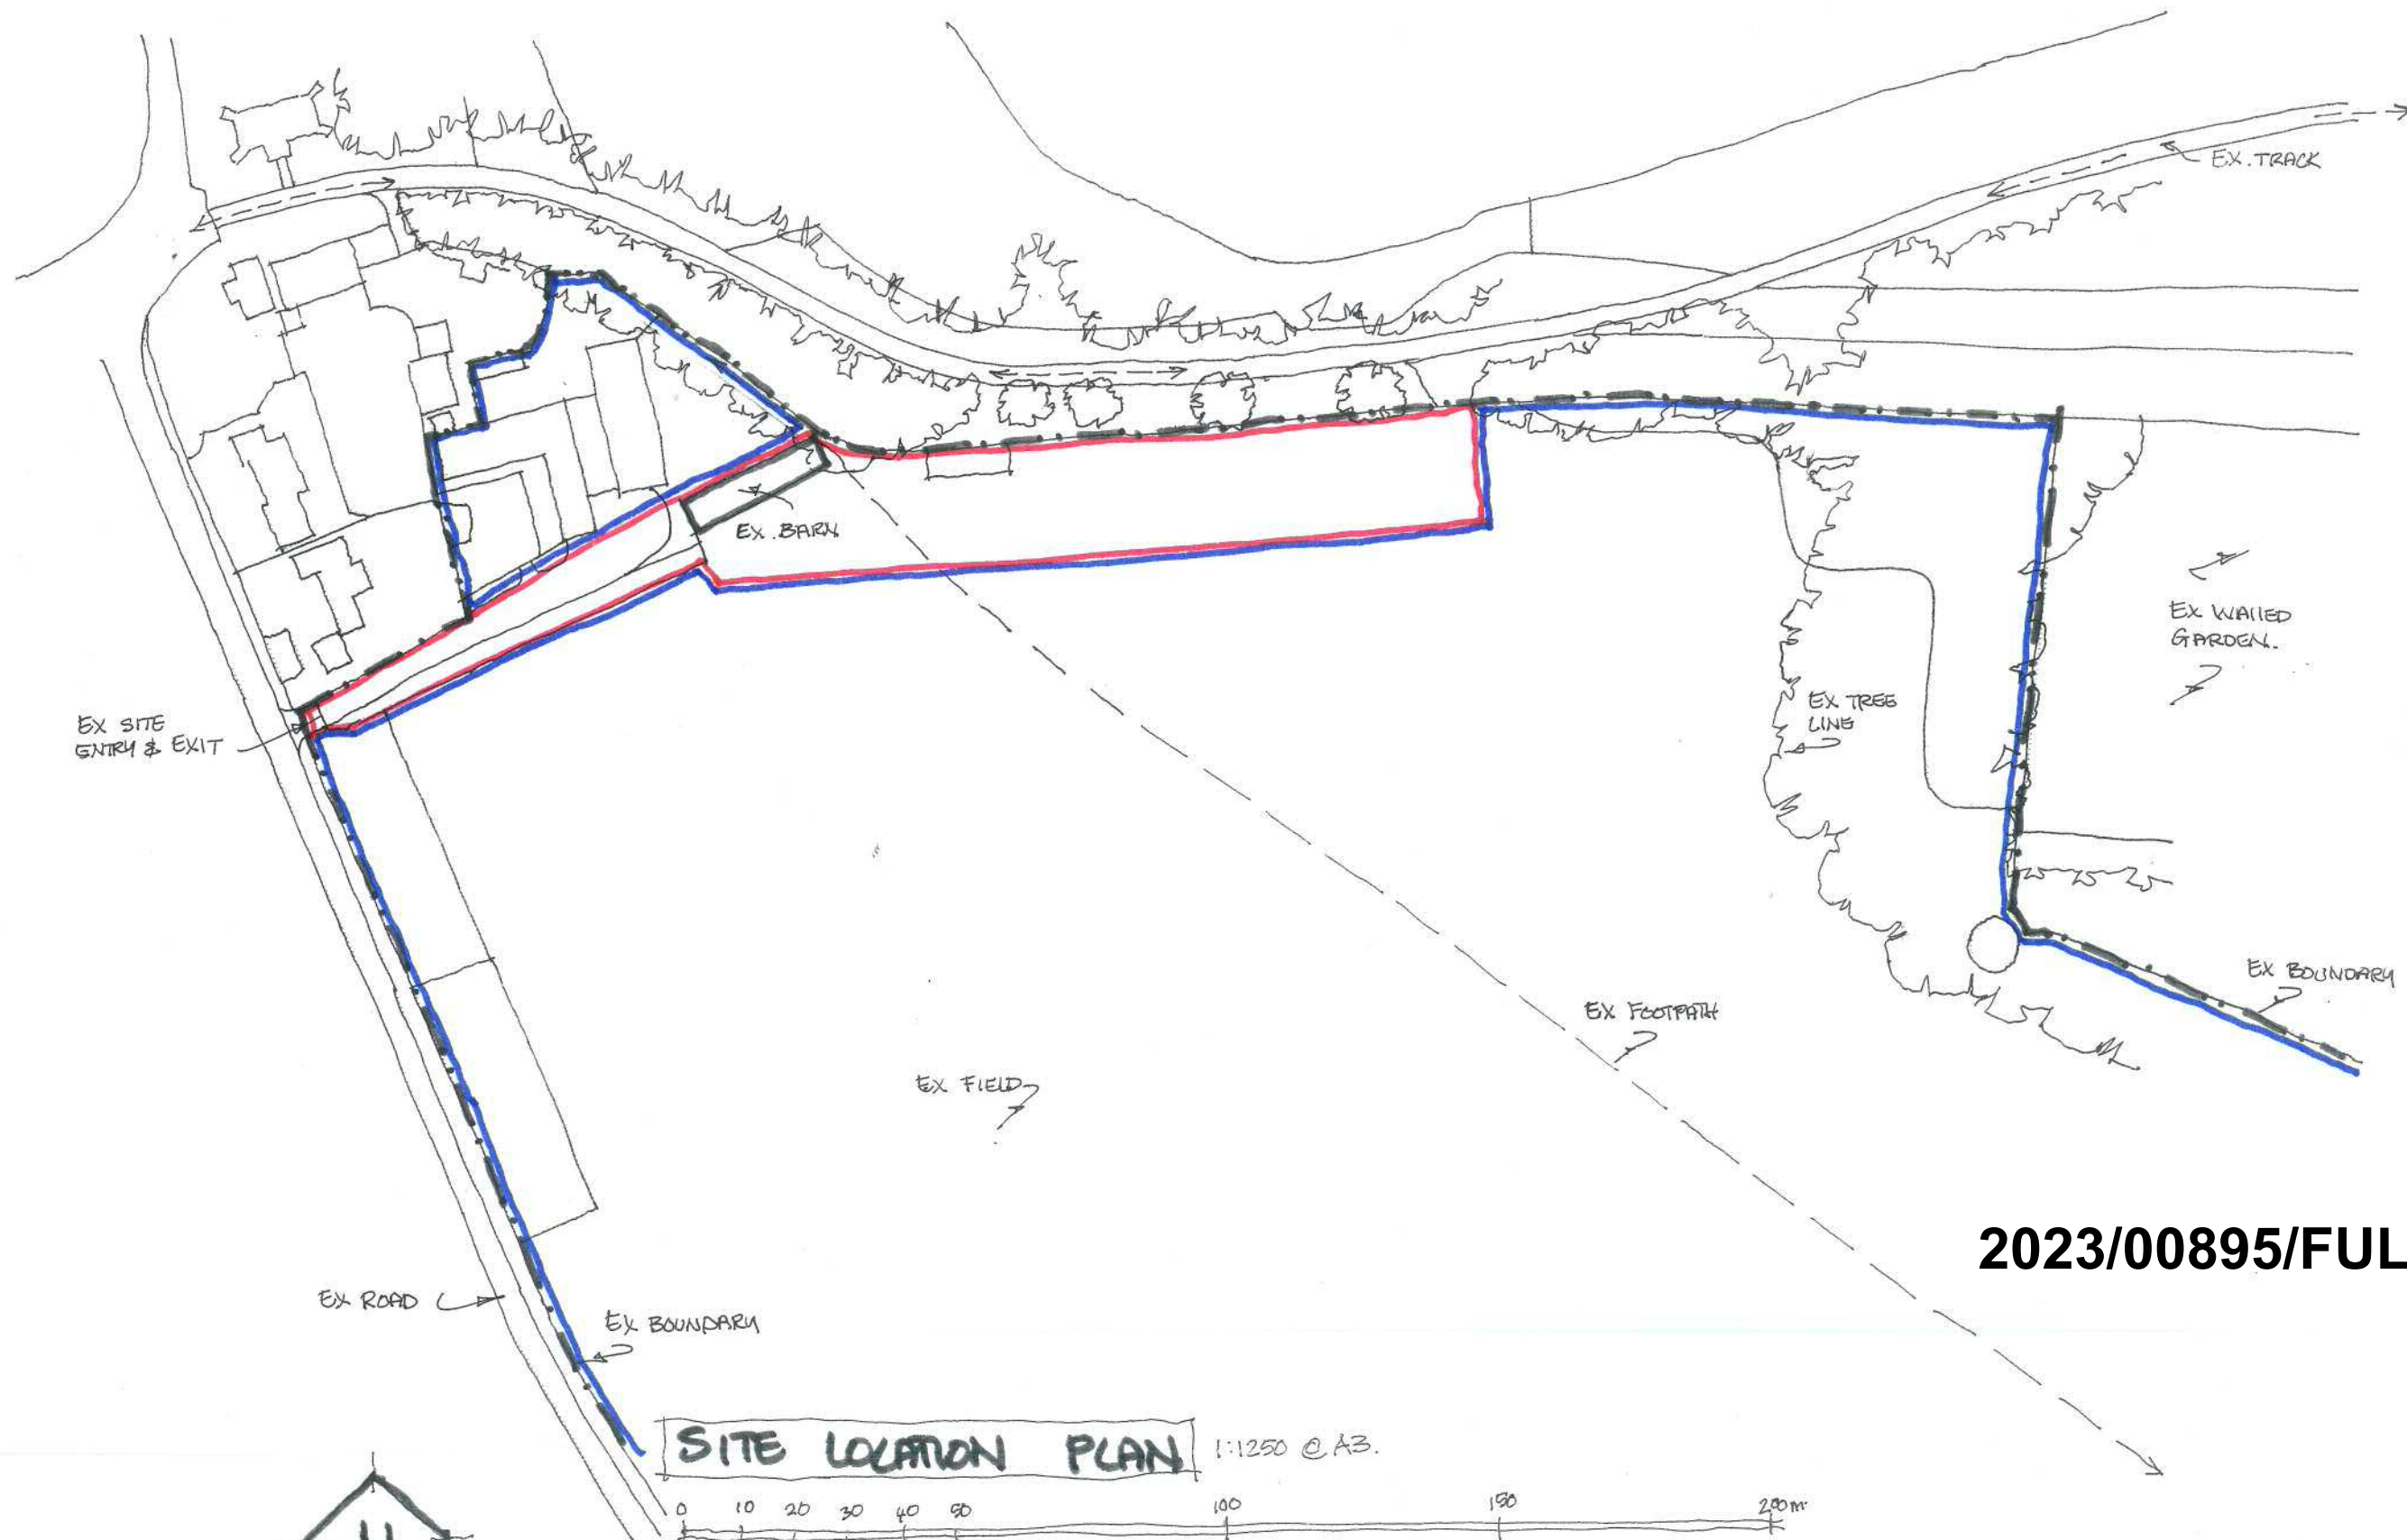 EX. TRACK
EX. BARN
EX WALLED
GARDEN.
EX SITE
ENTRY & EXIT
EX TREE
LINE
EX BOUNDARY
EX FOOTPATH
EX FIELD
2023/00895/FUL
EX ROAD
EX BOUNDARY
SITE LOCATION PLAN 1:1250 @ A3.
0 10 20 30 40 50 100 150 200m